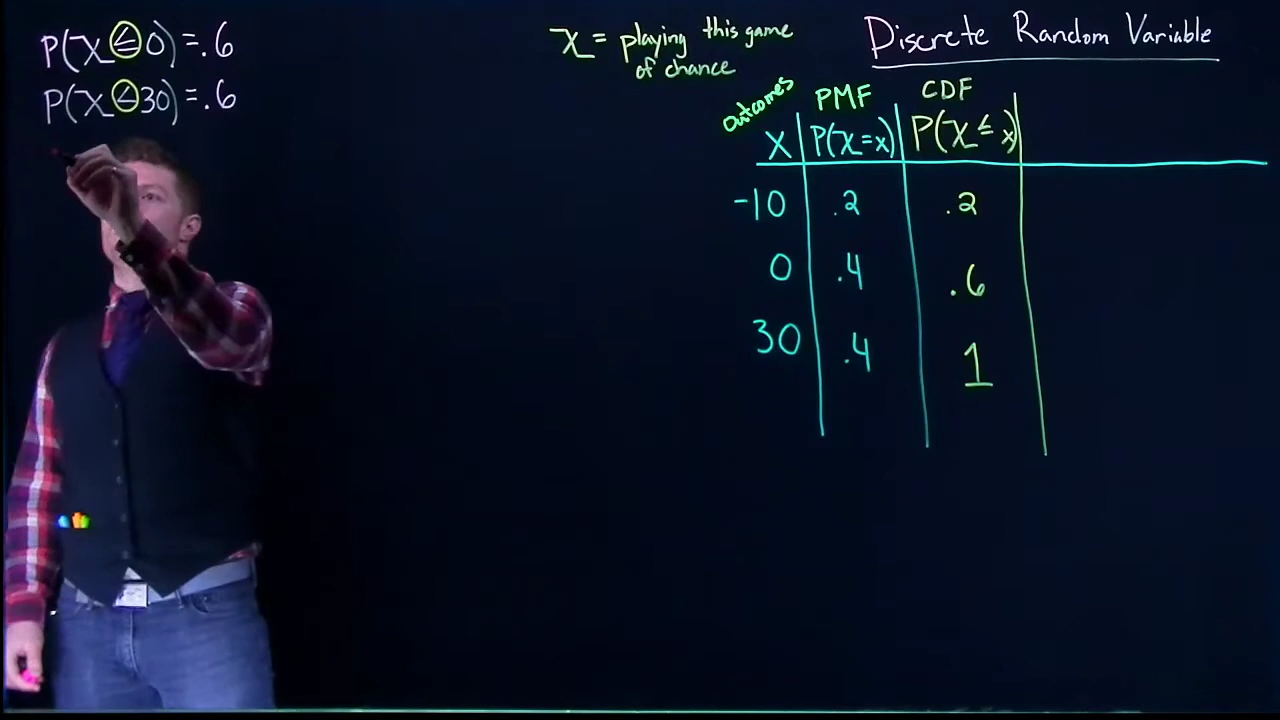 P(X≤0)=.6
P(X<30)=.6
X = playing this game
of chance
Discrete Random Variable
outcomes PMF CDF
x P(X=x) P(X≤x)
-10 .2 .2
0 .4 .6
30 .4 1